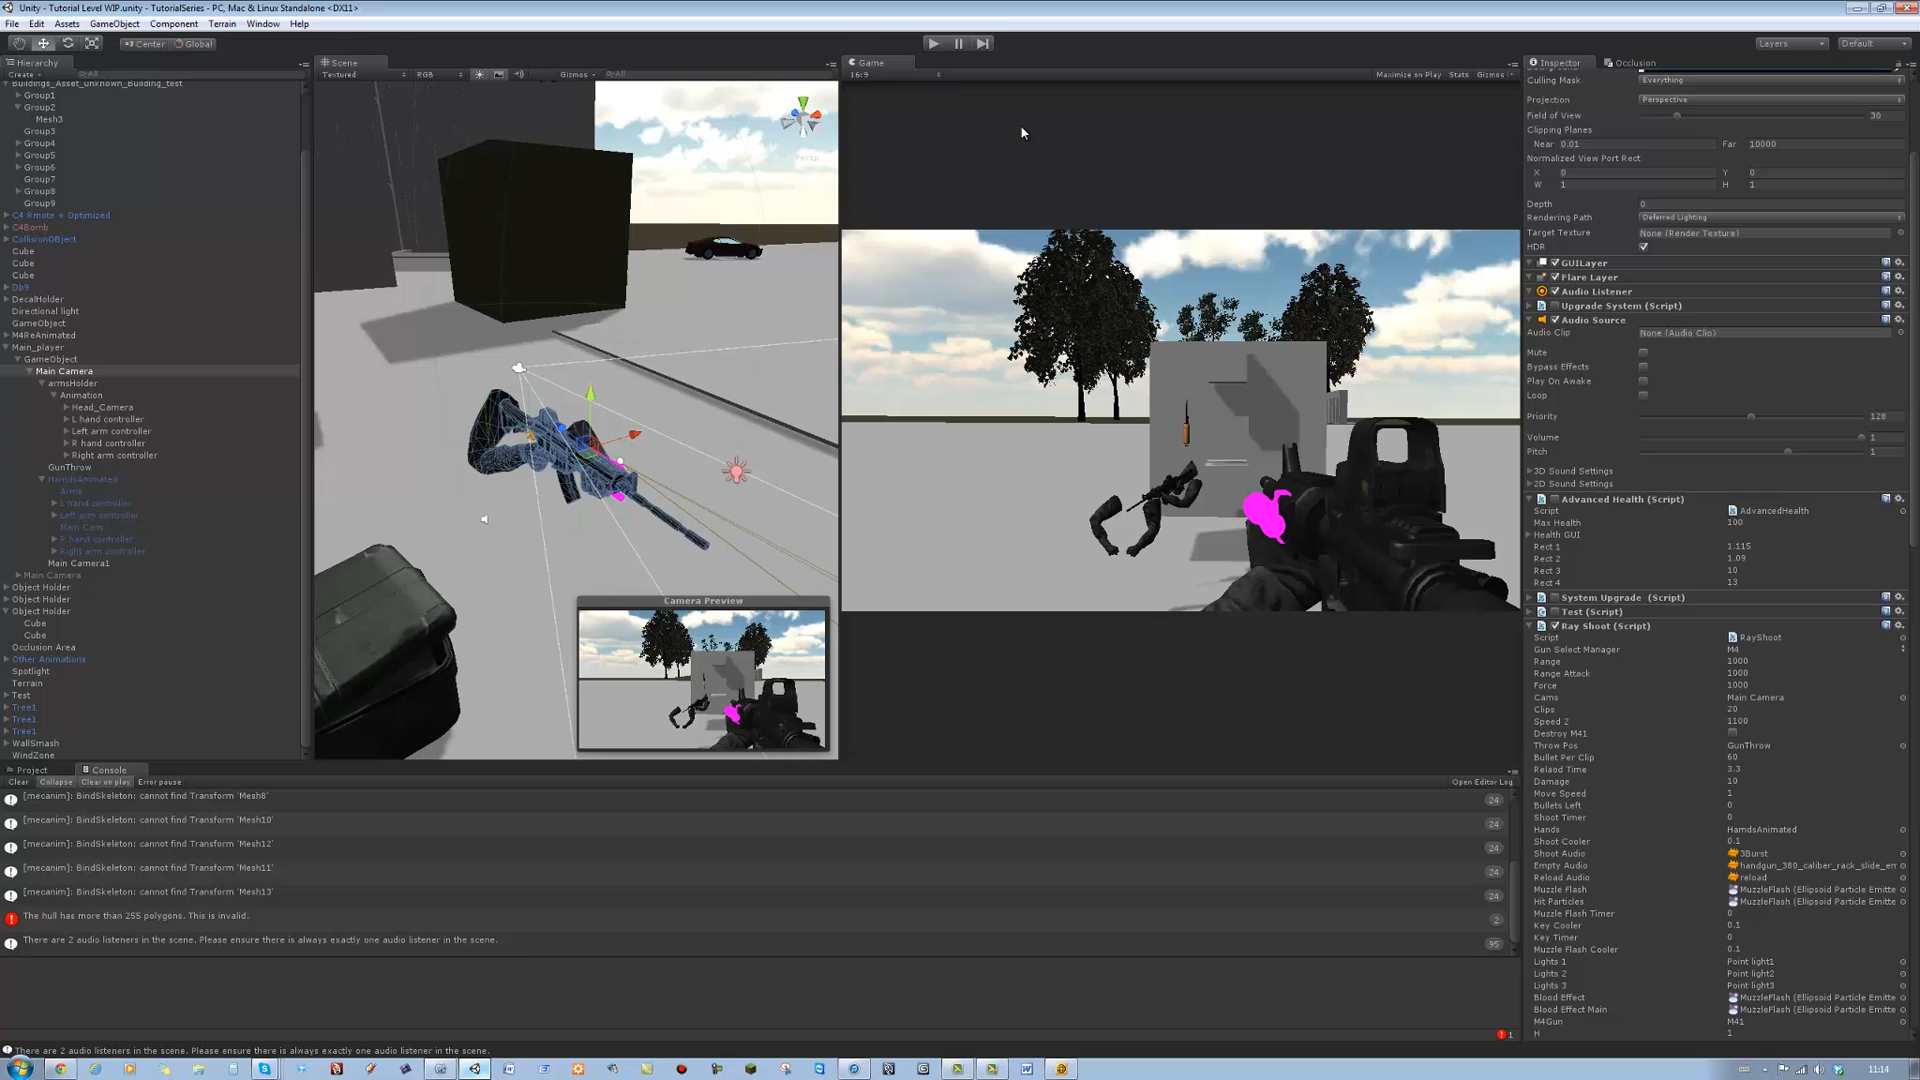 Unity - Tutorial Level WIP.unity - TutorialSeries - PC, Mac & Linux Standalone <DX11>
File Edit Assets GameObject Component Terrain Window Help
Center Global
Layers Default
Hierarchy
Create All
Buildings_Asset_unknown_Building_test
Group1
Group2
Mesh3
Group3
Group4
Group5
Group6
Group7
Group8
Group9
C4 Rmote + Optimized
C4Bomb
CollisionOBject
Cube
Cube
Cube
Db9
DecalHolder
Directional light
GameObject
M4ReAnimated
Main_player
GameObject
Main Camera
armsHolder
Animation
Head_Camera
L hand controller
Left arm controller
R hand controller
Right arm controller
GunThrow
HamdsAnimated
Arms
L hand controller
Left arm controller
Main Cam
R hand controller
Right arm controller
Main Camera1
Main Camera
Object Holder
Object Holder
Object Holder
Cube
Cube
Occlusion Area
Other Animations
Spotlight
Terrain
Test
Tree1
Tree1
Tree1
WallSmash
WindZone
Scene
Textured RGB Gizmos All
Persp
Camera Preview
Game
16:9 Maximize on Play Stats Gizmos
Inspector Occlusion
Culling Mask Everything
Projection Perspective
Field of View 30
Clipping Planes
Near 0.01 Far 10000
Normalized View Port Rect
X 0 Y 0
W 1 H 1
Depth 0
Rendering Path Deferred Lighting
Target Texture None (Render Texture)
HDR
GUILayer
Flare Layer
Audio Listener
Upgrade System (Script)
Audio Source
Audio Clip None (Audio Clip)
Mute
Bypass Effects
Play On Awake
Loop
Priority 128
Volume 1
Pitch 1
3D Sound Settings
2D Sound Settings
Advanced Health (Script)
Script AdvancedHealth
Max Health 100
Health GUI
Rect 1 1.115
Rect 2 1.09
Rect 3 10
Rect 4 13
System Upgrade (Script)
Test (Script)
Ray Shoot (Script)
Script RayShoot
Gun Select Manager M4
Range 1000
Range Attack 1000
Force 1000
Cams Main Camera
Clips 20
Speed 2 1100
Destroy M41
Throw Pos GunThrow
Bullet Per Clip 60
Relaod Time 3.3
Damage 10
Move Speed 1
Bullets Left 0
Shoot Timer 0
Hands HamdsAnimated
Shoot Cooler 0.1
Shoot Audio 3Burst
Empty Audio handgun_380_caliber_rack_slide_em
Reload Audio reload
Muzzle Flash MuzzleFlash (Ellipsoid Particle Emitte
Hit Particles MuzzleFlash (Ellipsoid Particle Emitte
Muzzle Flash Timer 0
Key Cooler 0.1
Key Timer 0
Muzzle Flash Cooler 0.1
Lights 1 Point light1
Lights 2 Point light2
Lights 3 Point light3
Blood Effect MuzzleFlash (Ellipsoid Particle Emitte
Blood Effect Main MuzzleFlash (Ellipsoid Particle Emitte
M4Gun M41
H 1
Project Console
Clear Collapse Clear on play Error pause Open Editor Log
[mecanim]: BindSkeleton: cannot find Transform 'Mesh8' 24
[mecanim]: BindSkeleton: cannot find Transform 'Mesh10' 24
[mecanim]: BindSkeleton: cannot find Transform 'Mesh12' 24
[mecanim]: BindSkeleton: cannot find Transform 'Mesh11' 24
[mecanim]: BindSkeleton: cannot find Transform 'Mesh13' 24
The hull has more than 255 polygons. This is invalid. 2
There are 2 audio listeners in the scene. Please ensure there is always exactly one audio listener in the scene. 95
1
There are 2 audio listeners in the scene. Please ensure there is always exactly one audio listener in the scene.
11:14